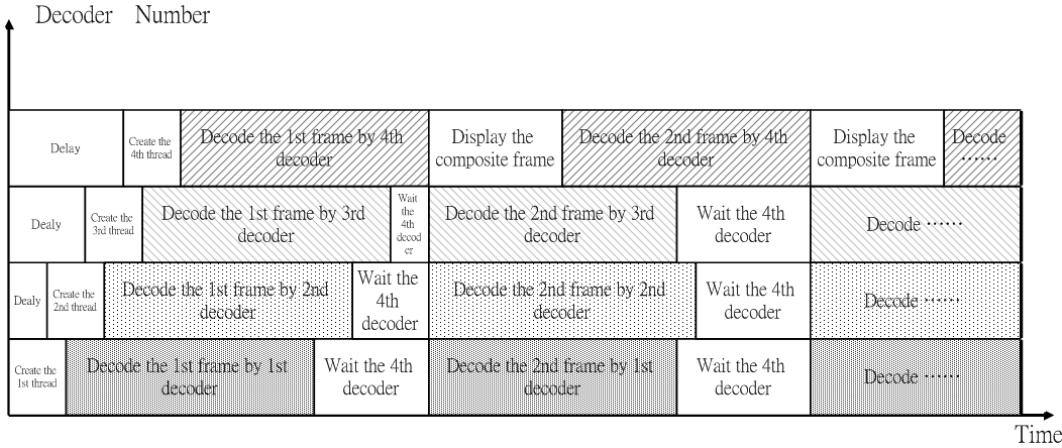 Decoder Number
Delay
Create the
4th thread
Decode the 1st frame by 4th
decoder
Display the
composite frame
Decode the 2nd frame by 4th
decoder
Display the
composite frame
Decode
……
Dealy
Create the
3rd thread
Decode the 1st frame by 3rd
decoder
Wait
the
4th
decod
er
Decode the 2nd frame by 3rd
decoder
Wait the 4th
decoder
Decode ……
Dealy
Create the
2nd thread
Decode the 1st frame by 2nd
decoder
Wait the
4th
decoder
Decode the 2nd frame by 2nd
decoder
Wait the 4th
decoder
Decode ……
Create the
1st thread
Decode the 1st frame by 1st
decoder
Wait the 4th
decoder
Decode the 2nd frame by 1st
decoder
Wait the 4th
decoder
Decode ……
Time